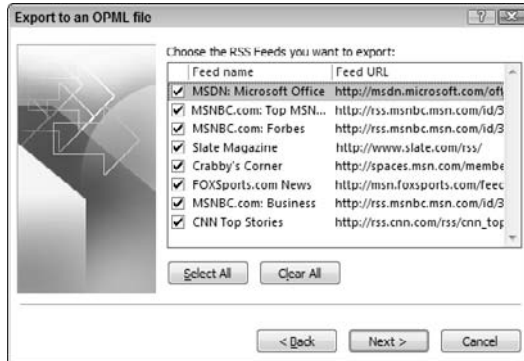 Export to an OPML file
Choose the RSS Feeds you want to export:
Feed name Feed URL
MSDN: Microsoft Office http://msdn.microsoft.com/of
MSNBC.com: Top MSN... http://rss.msnbc.msn.com/id/3
MSNBC.com: Forbes http://rss.msnbc.msn.com/id/3
Slate Magazine http://www.slate.com/rss/
Crabby's Corner http://spaces.msn.com/membe
FOXSports.com News http://msn.foxsports.com/feec
MSNBC.com: Business http://rss.msnbc.msn.com/id/3
CNN Top Stories http://rss.cnn.com/rss/cnn_top
Select All Clear All
< Back Next > Cancel